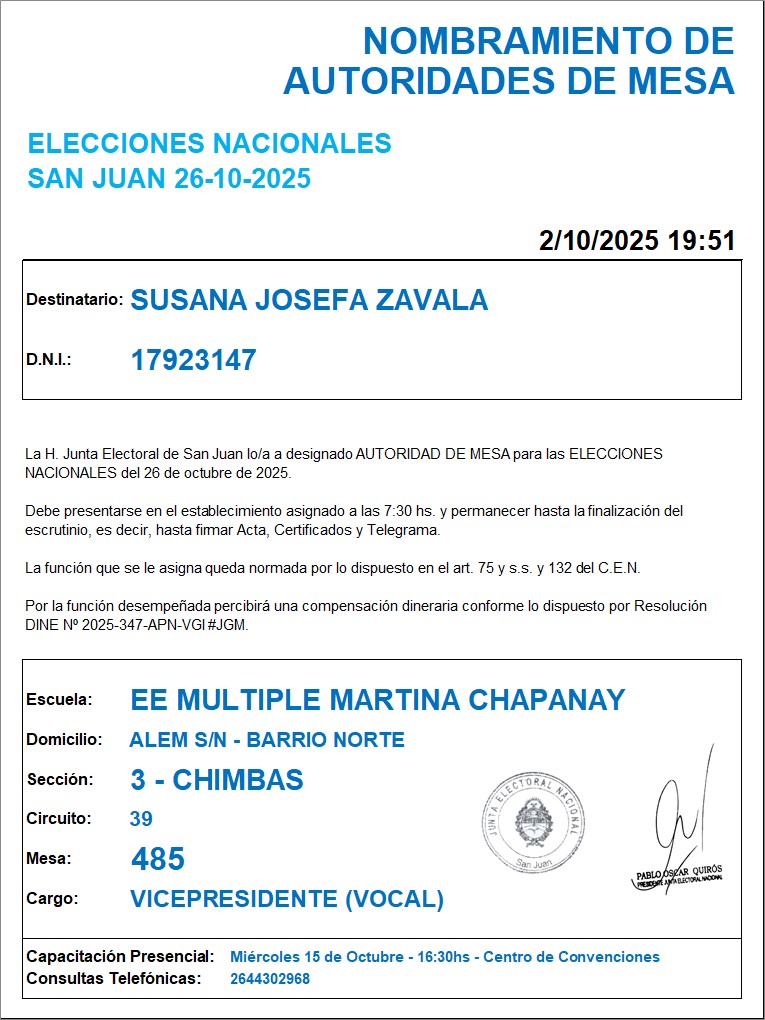 NOMBRAMIENTO DE
AUTORIDADES DE MESA
ELECCIONES NACIONALES
SAN JUAN 26-10-2025
2/10/2025 19:51
Destinatario: SUSANA JOSEFA ZAVALA
D.N.I.: 17923147
La H. Junta Electoral de San Juan lo/a a designado AUTORIDAD DE MESA para las ELECCIONES
NACIONALES del 26 de octubre de 2025.
Debe presentarse en el establecimiento asignado a las 7:30 hs. y permanecer hasta la finalización del
escrutinio, es decir, hasta firmar Acta, Certificados y Telegrama.
La función que se le asigna queda normada por lo dispuesto en el art. 75 y s.s. y 132 del C.E.N.
Por la función desempeñada percibirá una compensación dineraria conforme lo dispuesto por Resolución
DINE Nº 2025-347-APN-VGI#JGM.
Escuela: EE MULTIPLE MARTINA CHAPANAY
Domicilio: ALEM S/N - BARRIO NORTE
Sección: 3 - CHIMBAS
Circuito: 39
Mesa: 485
Cargo: VICEPRESIDENTE (VOCAL)
JUNTA ELECTORAL NACIONAL
San Juan
PABLO OSCAR QUIRÓS
PRESIDENTE JUNTA ELECTORAL NACIONAL
Capacitación Presencial: Miércoles 15 de Octubre - 16:30hs - Centro de Convenciones
Consultas Telefónicas: 2644302968